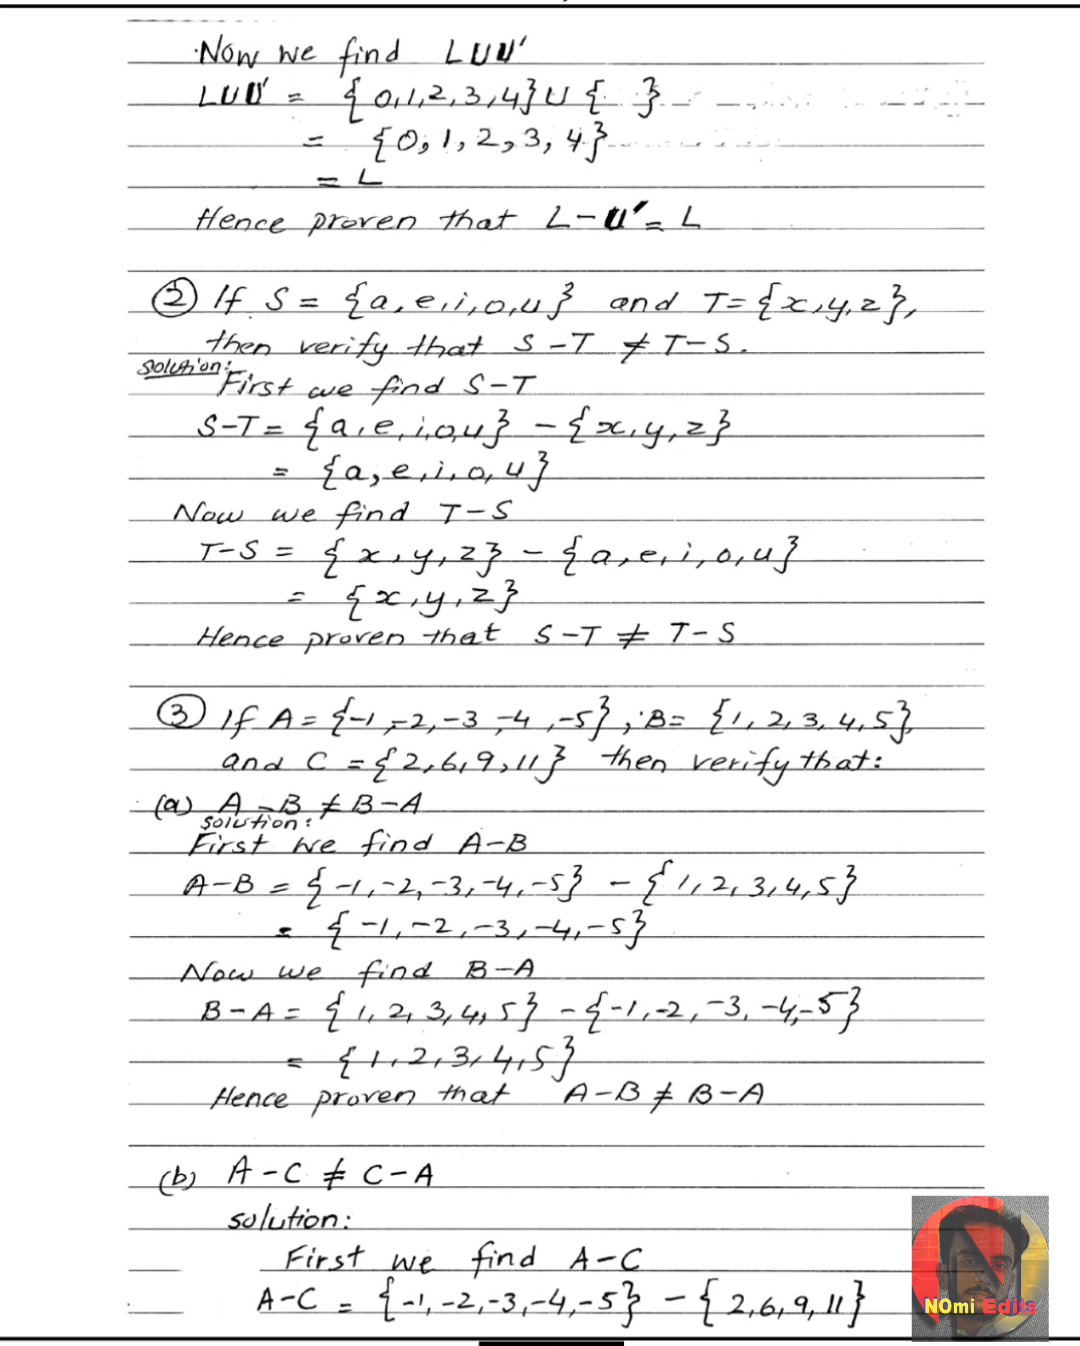 Now we find L∪U'
L∪U' = {0,1,2,3,4} ∪ { }
= {0,1,2,3,4}
= L
Hence proven that L-U'= L
② If S = {a,e,i,o,u} and T={x,y,z},
then verify that S-T ≠ T-S.
Solution:
First we find S-T
S-T = {a,e,i,o,u} - {x,y,z}
= {a,e,i,o,u}
Now we find T-S
T-S = {x,y,z} - {a,e,i,o,u}
= {x,y,z}
Hence proven that S-T ≠ T-S
③ If A = {-1,-2,-3,-4,-5}, B= {1,2,3,4,5},
and C = {2,6,9,11} then verify that:
(a) A-B ≠ B-A
Solution:
First we find A-B
A-B = {-1,-2,-3,-4,-5} - {1,2,3,4,5}
= {-1,-2,-3,-4,-5}
Now we find B-A
B-A = {1,2,3,4,5} - {-1,-2,-3,-4,-5}
= {1,2,3,4,5}
Hence proven that A-B ≠ B-A
(b) A-C ≠ C-A
solution:
First we find A-C
A-C = {-1,-2,-3,-4,-5} - {2,6,9,11}
NOmi Edits